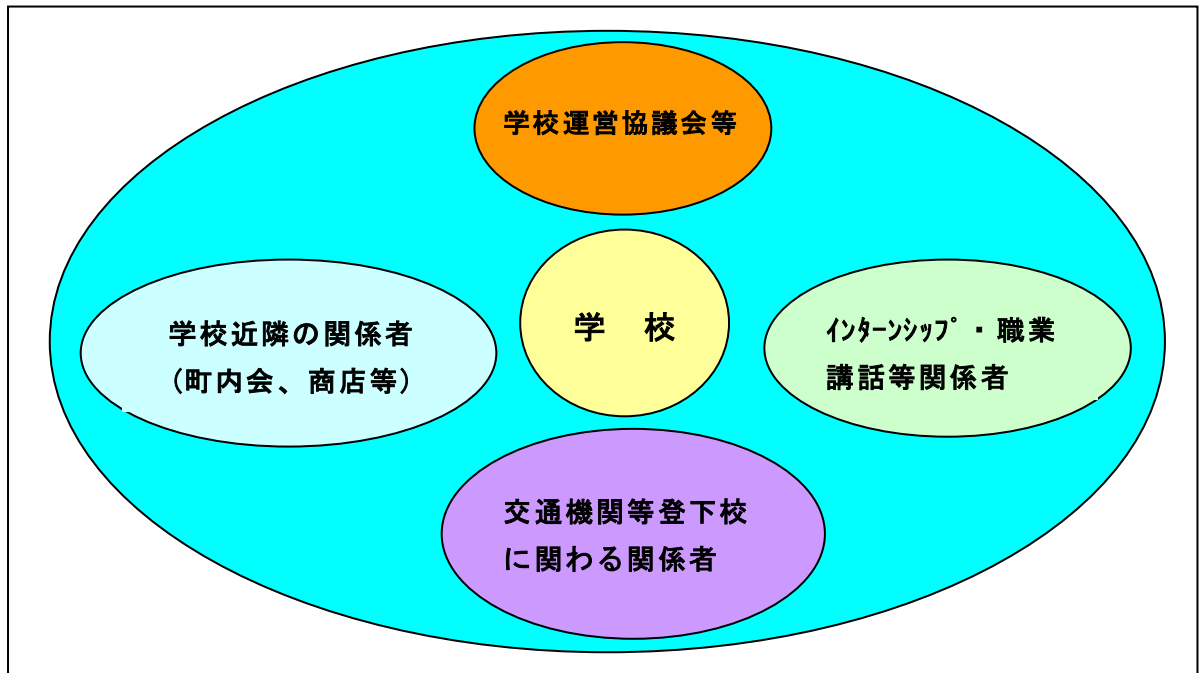 学校運営協議会等
学　校
学校近隣の関係者
（町内会、商店等）
ｲﾝﾀｰﾝｼｯﾌﾟ・職業
講話等関係者
交通機関等登下校
に関わる関係者